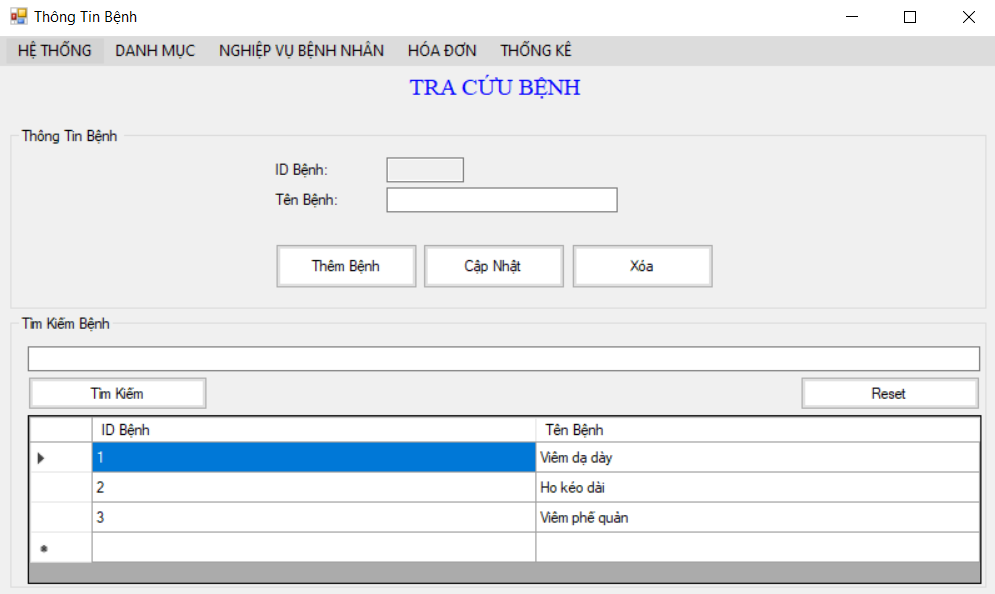 Thông Tin Bệnh
HỆ THỐNG DANH MỤC NGHIỆP VỤ BỆNH NHÂN HÓA ĐƠN THỐNG KÊ
TRA CỨU BỆNH
Thông Tin Bệnh
ID Bệnh:
Tên Bệnh:
Thêm Bệnh Cập Nhật Xóa
Tìm Kiếm Bệnh
Tìm Kiếm Reset
ID Bệnh Tên Bệnh
1 Viêm dạ dày
2 Ho kéo dài
3 Viêm phế quản